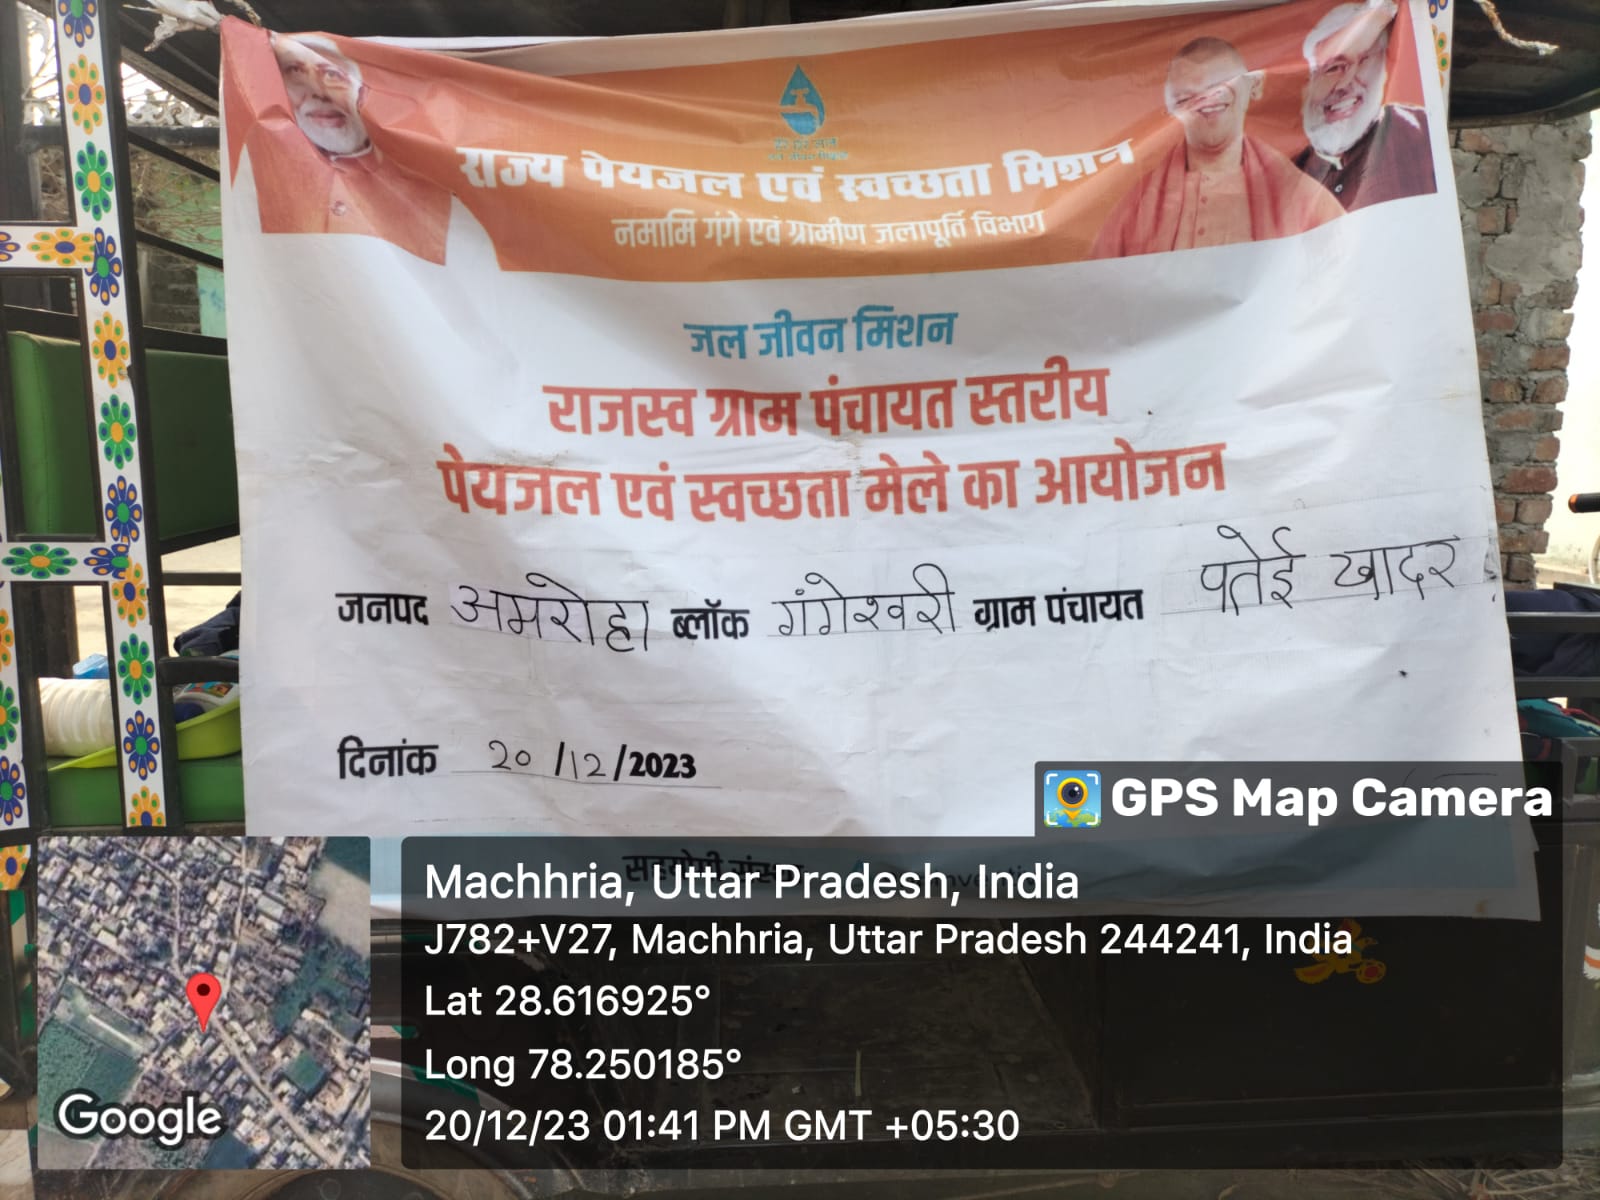 राज्य पेयजल एवं स्वच्छता मिशन
नमामि गंगे एवं ग्रामीण जलापूर्ति विभाग
जल जीवन मिशन
राजस्व ग्राम पंचायत स्तरीय
पेयजल एवं स्वच्छता मेले का आयोजन
जनपद अमरोहा ब्लॉक गंगेश्वरी ग्राम पंचायत पतेई खादर
दिनांक 20/12/2023
GPS Map Camera
Machhria, Uttar Pradesh, India
J782+V27, Machhria, Uttar Pradesh 244241, India
Lat 28.616925°
Long 78.250185°
20/12/23 01:41 PM GMT +05:30
Google